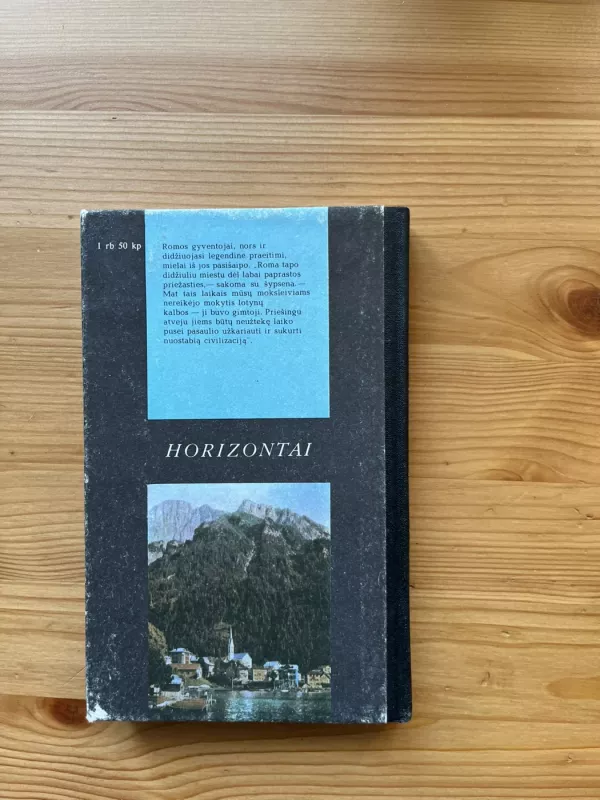 1 rb 50 kp
Romos gyventojai, nors ir
didžiuojasi legendine praeitimi,
mielai iš jos pasišaipo. „Roma tapo
didžiuliu miestu dėl labai paprastos
priežasties,— sakoma su šypsena.—
Mat tais laikais mūsų moksleiviams
nereikėjo mokytis lotynų
kalbos — ji buvo gimtoji. Priešingu
atveju jiems būtų neužtekę laiko
pusei pasaulio užkariauti ir sukurti
nuostabią civilizaciją“.
HORIZONTAI